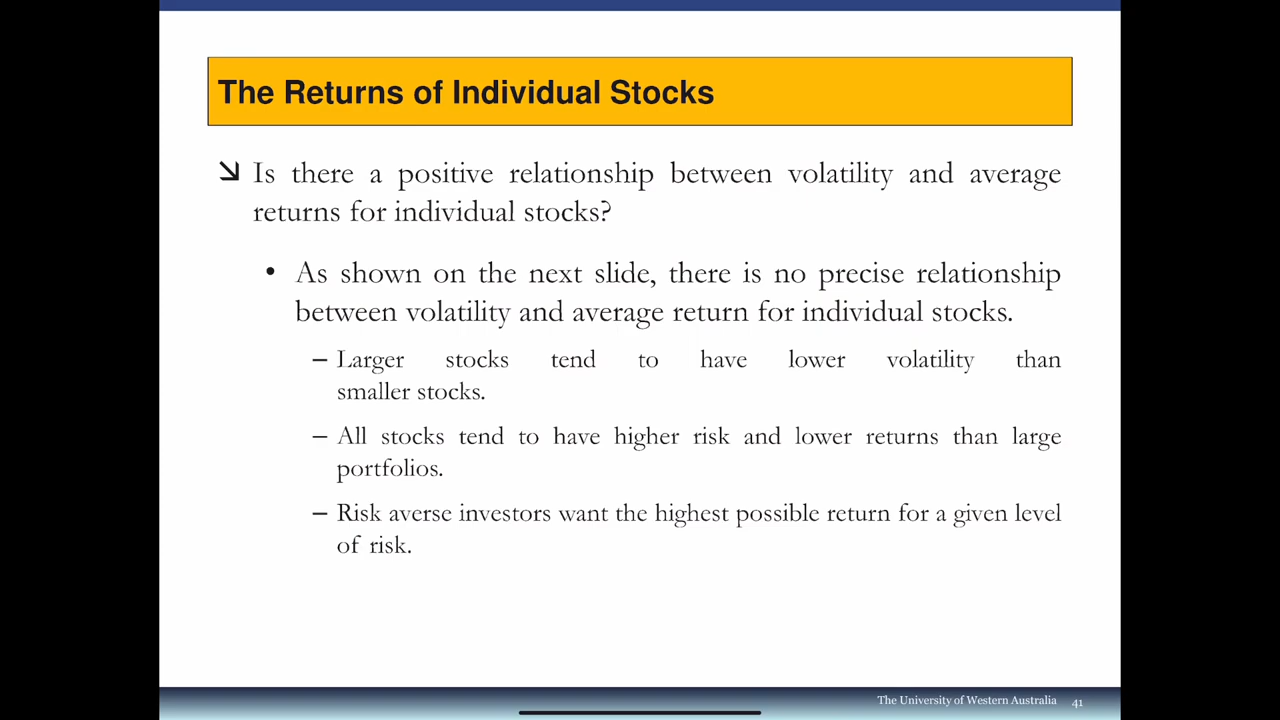 The Returns of Individual Stocks
Is there a positive relationship between volatility and average
returns for individual stocks?
• As shown on the next slide, there is no precise relationship
between volatility and average return for individual stocks.
– Larger stocks tend to have lower volatility than
smaller stocks.
– All stocks tend to have higher risk and lower returns than large
portfolios.
– Risk averse investors want the highest possible return for a given level
of risk.
The University of Western Australia 41